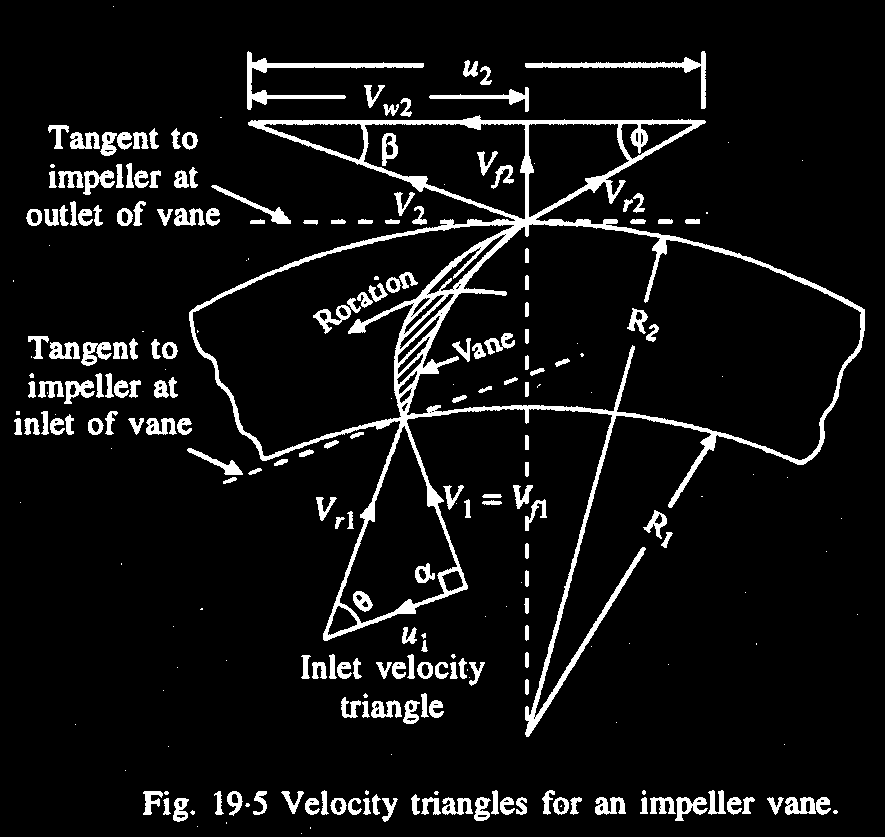 u2
Vw2
Tangent to
impeller at
outlet of vane
β
Vf2
ϕ
V2
Vr2
Rotation
R2
Vane
Tangent to
impeller at
inlet of vane
Vr1
V1 = Vf1
R1
α
θ
u1
Inlet velocity
triangle
Fig. 19·5 Velocity triangles for an impeller vane.